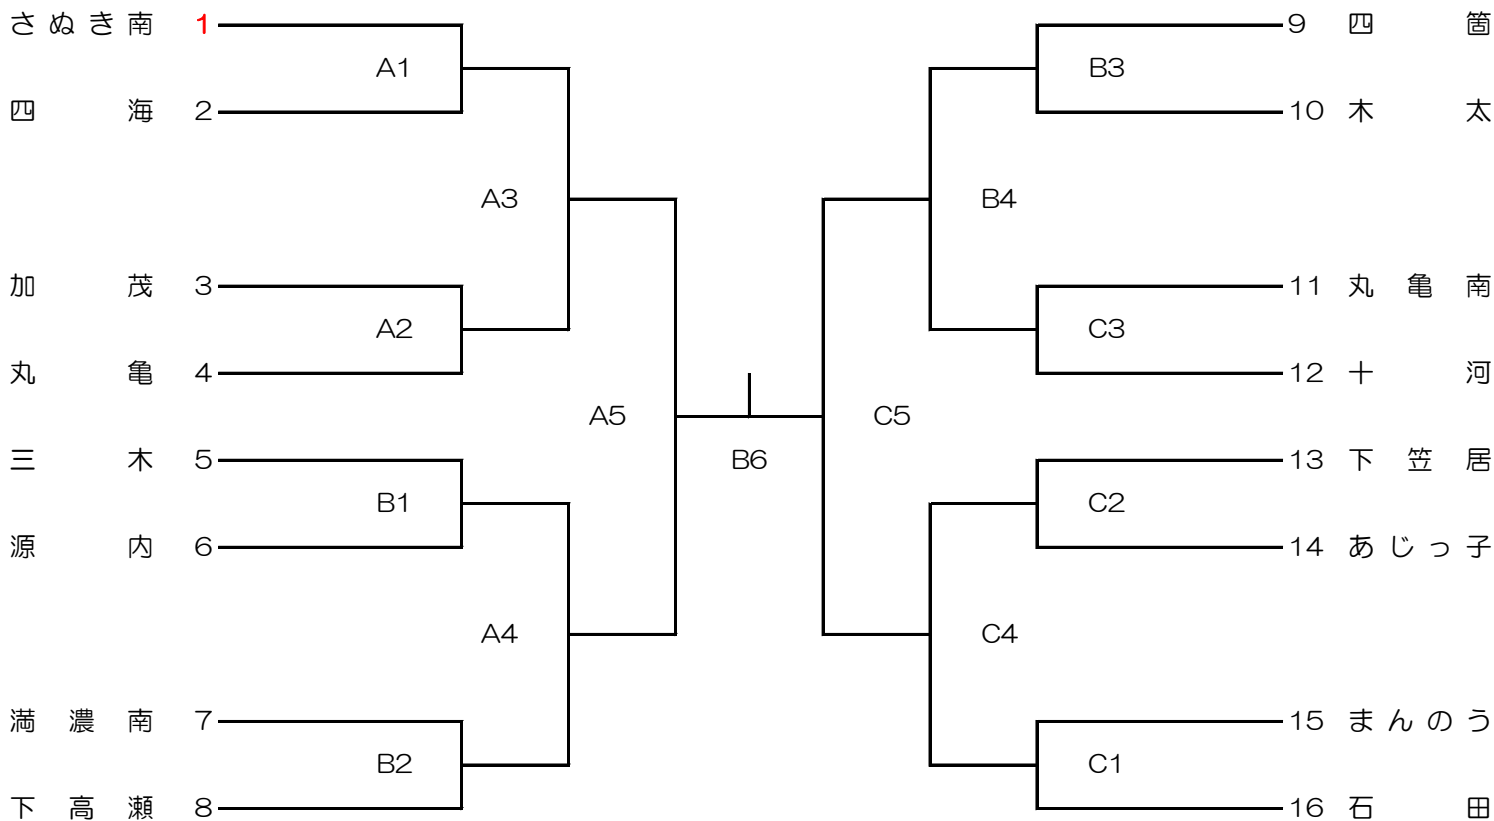 さぬき南 1
A1
四海 2
A3
加茂 3
A2
丸亀 4
A5
三木 5
B1
源内 6
A4
満濃南 7
B2
下高瀬 8
B6
9 四箇
B3
10 木太
B4
11 丸亀南
C3
12 十河
C5
13 下笠居
C2
14 あじっ子
C4
15 まんのう
C1
16 石田